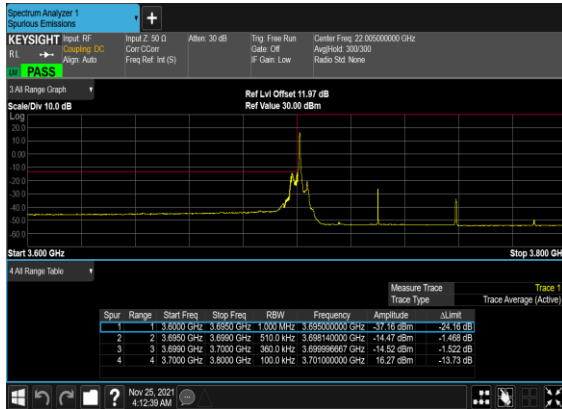 Spectrum Analyzer 1
Spurious Emissions
+
KEYSIGHT Input: RF Input Z: 50 Ω Atten: 30 dB Trig: Free Run Center Freq: 22.005000000 GHz
RL Coupling: DC Corr CCorr Gate: Off Avg|Hold: 300/300
Align: Auto Freq Ref: Int (S) IF Gain: Low Radio Std: None
LV PASS
3 All Range Graph
Ref Lvl Offset 11.97 dB
Scale/Div 10.0 dB Ref Value 30.00 dBm
Log
20.0
10.0
0.00
-10.0
-20.0
-30.0
-40.0
-50.0
-60.0
Start 3.600 GHz Stop 3.800 GH
4 All Range Table
Measure Trace Trace 1
Trace Type Trace Average (Active)
Spur Range Start Freq Stop Freq RBW Frequency Amplitude ΔLimit
1 1 3.6000 GHz 3.6950 GHz 1.000 MHz 3.695000000 GHz -37.16 dBm -24.16 dB
2 2 3.6950 GHz 3.6990 GHz 510.0 kHz 3.698140000 GHz -14.47 dBm -1.468 dB
3 3 3.6990 GHz 3.7000 GHz 360.0 kHz 3.699996667 GHz -14.52 dBm -1.522 dB
4 4 3.7000 GHz 3.8000 GHz 100.0 kHz 3.701000000 GHz 16.27 dBm -13.73 dB
? Nov 25, 2021
4:12:39 AM